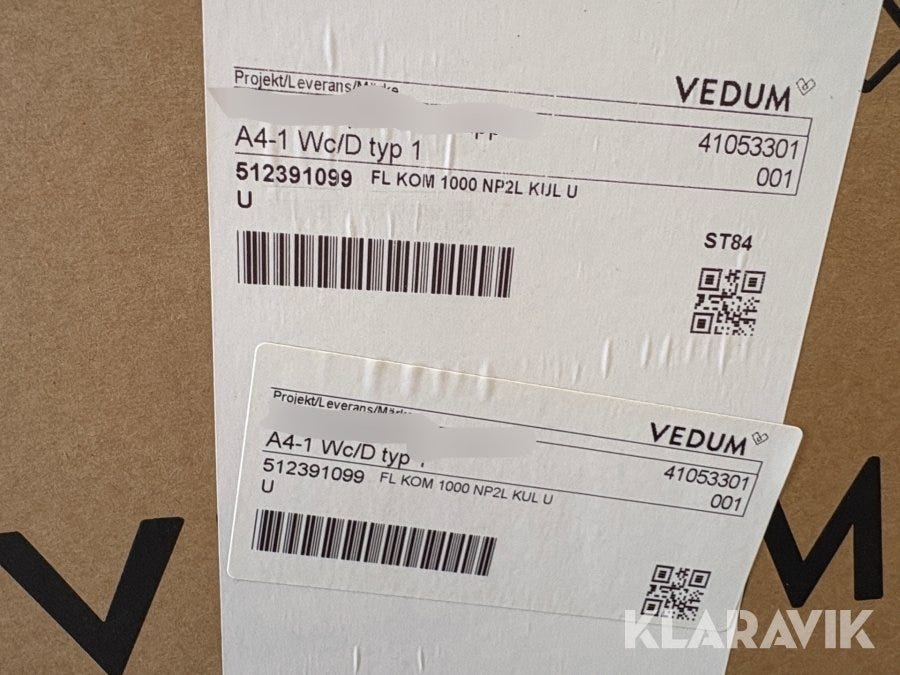 Projekt/Leverans/Märke
VEDUM
A4-1 Wc/D typ 1
41053301
001
512391099 FL KOM 1000 NP2L KUL U
U
ST84
Projekt/Leverans/Märke
VEDUM
A4-1 Wc/D typ
41053301
001
512391099 FL KOM 1000 NP2L KUL U
U
V
M
KLARAVIK